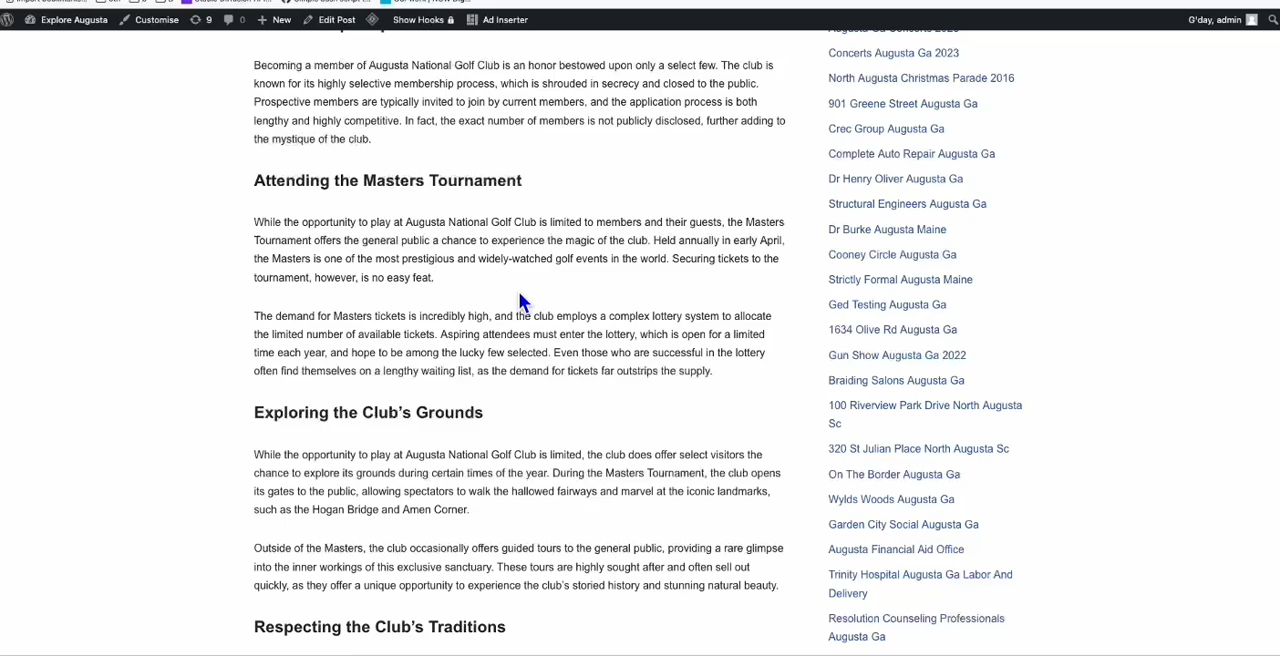 Explore Augusta Customise 9 0 New Edit Post Show Hooks Ad Inserter G'day, admin
Becoming a member of Augusta National Golf Club is an honor bestowed upon only a select few. The club is
known for its highly selective membership process, which is shrouded in secrecy and closed to the public.
Prospective members are typically invited to join by current members, and the application process is both
lengthy and highly competitive. In fact, the exact number of members is not publicly disclosed, further adding to
the mystique of the club.
Attending the Masters Tournament
While the opportunity to play at Augusta National Golf Club is limited to members and their guests, the Masters
Tournament offers the general public a chance to experience the magic of the club. Held annually in early April,
the Masters is one of the most prestigious and widely-watched golf events in the world. Securing tickets to the
tournament, however, is no easy feat.
The demand for Masters tickets is incredibly high, and the club employs a complex lottery system to allocate
the limited number of available tickets. Aspiring attendees must enter the lottery, which is open for a limited
time each year, and hope to be among the lucky few selected. Even those who are successful in the lottery
often find themselves on a lengthy waiting list, as the demand for tickets far outstrips the supply.
Exploring the Club's Grounds
While the opportunity to play at Augusta National Golf Club is limited, the club does offer select visitors the
chance to explore its grounds during certain times of the year. During the Masters Tournament, the club opens
its gates to the public, allowing spectators to walk the hallowed fairways and marvel at the iconic landmarks,
such as the Hogan Bridge and Amen Corner.
Outside of the Masters, the club occasionally offers guided tours to the general public, providing a rare glimpse
into the inner workings of this exclusive sanctuary. These tours are highly sought after and often sell out
quickly, as they offer a unique opportunity to experience the club's storied history and stunning natural beauty.
Respecting the Club's Traditions
Concerts Augusta Ga 2023
North Augusta Christmas Parade 2016
901 Greene Street Augusta Ga
Crec Group Augusta Ga
Complete Auto Repair Augusta Ga
Dr Henry Oliver Augusta Ga
Structural Engineers Augusta Ga
Dr Burke Augusta Maine
Cooney Circle Augusta Ga
Strictly Formal Augusta Maine
Ged Testing Augusta Ga
1634 Olive Rd Augusta Ga
Gun Show Augusta Ga 2022
Braiding Salons Augusta Ga
100 Riverview Park Drive North Augusta
Sc
320 St Julian Place North Augusta Sc
On The Border Augusta Ga
Wylds Woods Augusta Ga
Garden City Social Augusta Ga
Augusta Financial Aid Office
Trinity Hospital Augusta Ga Labor And
Delivery
Resolution Counseling Professionals
Augusta Ga